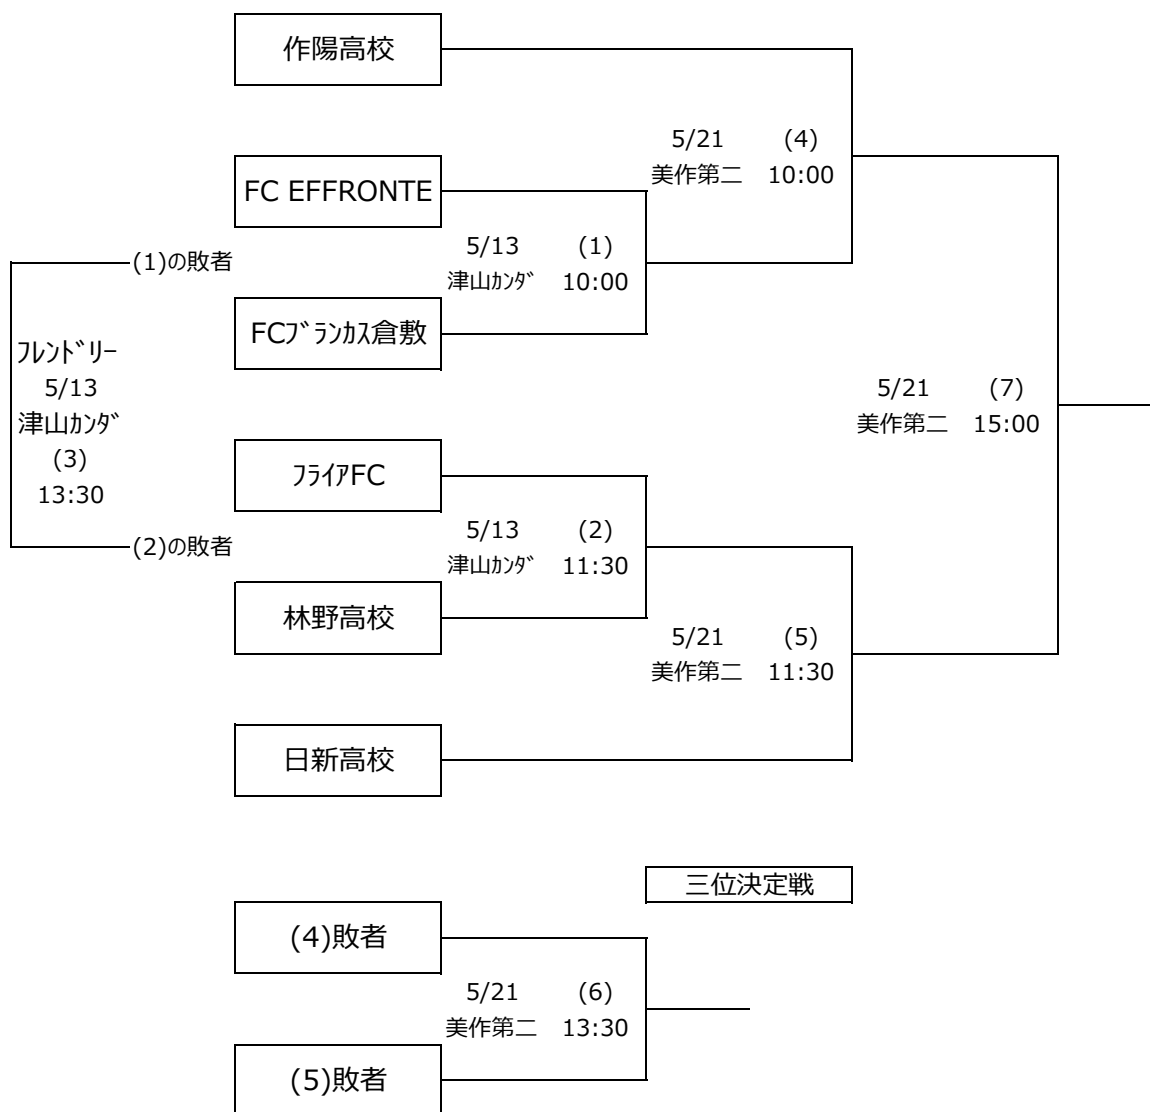 作陽高校
5/21 (4)
美作第二 10:00
FC EFFRONTE
5/13 (1)
津山ｶﾝﾀﾞ 10:00
(1)の敗者
FCﾌﾞﾗﾝｶｽ倉敷
ﾌﾚﾝﾄﾞﾘｰ
5/13
津山ｶﾝﾀﾞ
(3)
13:30
5/21 (7)
美作第二 15:00
ﾌﾗｲｱFC
5/13 (2)
津山ｶﾝﾀﾞ 11:30
(2)の敗者
林野高校
5/21 (5)
美作第二 11:30
日新高校
三位決定戦
(4)敗者
5/21 (6)
美作第二 13:30
(5)敗者